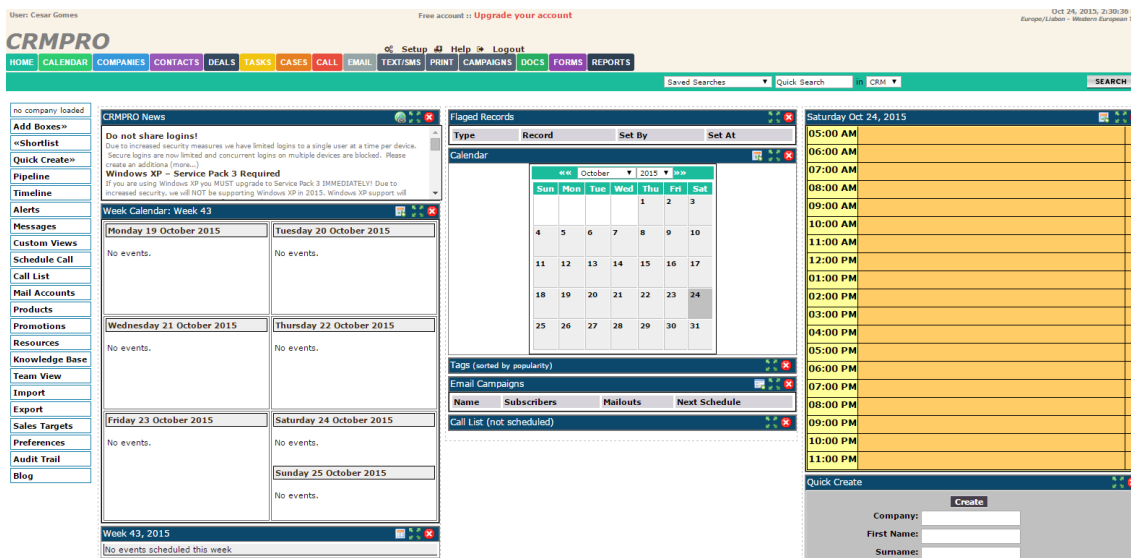 User: Cesar Gomes
Free account :: Upgrade your account
Oct 24, 2015, 2:30:36
Europe/Lisbon - Western European
CRMPRO
Setup Help Logout
HOME CALENDAR COMPANIES CONTACTS DEALS TASKS CASES CALL EMAIL TEXT/SMS PRINT CAMPAIGNS DOCS FORMS REPORTS
Saved Searches Quick Search in CRM SEARCH
no company loaded
Add Boxes»
«Shortlist
Quick Create»
Pipeline
Timeline
Alerts
Messages
Custom Views
Schedule Call
Call List
Mail Accounts
Products
Promotions
Resources
Knowledge Base
Team View
Import
Export
Sales Targets
Preferences
Audit Trail
Blog
CRMPRO News
Do not share logins!
Due to increased security measures we have limited logins to a single user at a time per device.
Secure logins are now limited and concurrent logins on multiple devices are blocked. Please
create an additiona (more...)
Windows XP – Service Pack 3 Required
If you are using Windows XP you MUST upgrade to Service Pack 3 IMMEDIATELY! Due to
increased security, we will NOT be supporting Windows XP in 2015. Windows XP support will
Week Calendar: Week 43
Monday 19 October 2015
No events.
Tuesday 20 October 2015
No events.
Wednesday 21 October 2015
No events.
Thursday 22 October 2015
No events.
Friday 23 October 2015
No events.
Saturday 24 October 2015
No events.
Sunday 25 October 2015
No events.
Week 43, 2015
No events scheduled this week
Flaged Records
Type Record Set By Set At
Calendar
«« October 2015 »»
Sun Mon Tue Wed Thu Fri Sat
1 2 3
4 5 6 7 8 9 10
11 12 13 14 15 16 17
18 19 20 21 22 23 24
25 26 27 28 29 30 31
Tags (sorted by popularity)
Email Campaigns
Name Subscribers Mailouts Next Schedule
Call List (not scheduled)
Saturday Oct 24, 2015
05:00 AM
06:00 AM
07:00 AM
08:00 AM
09:00 AM
10:00 AM
11:00 AM
12:00 PM
01:00 PM
02:00 PM
03:00 PM
04:00 PM
05:00 PM
06:00 PM
07:00 PM
08:00 PM
09:00 PM
10:00 PM
11:00 PM
Quick Create
Create
Company:
First Name:
Surname: